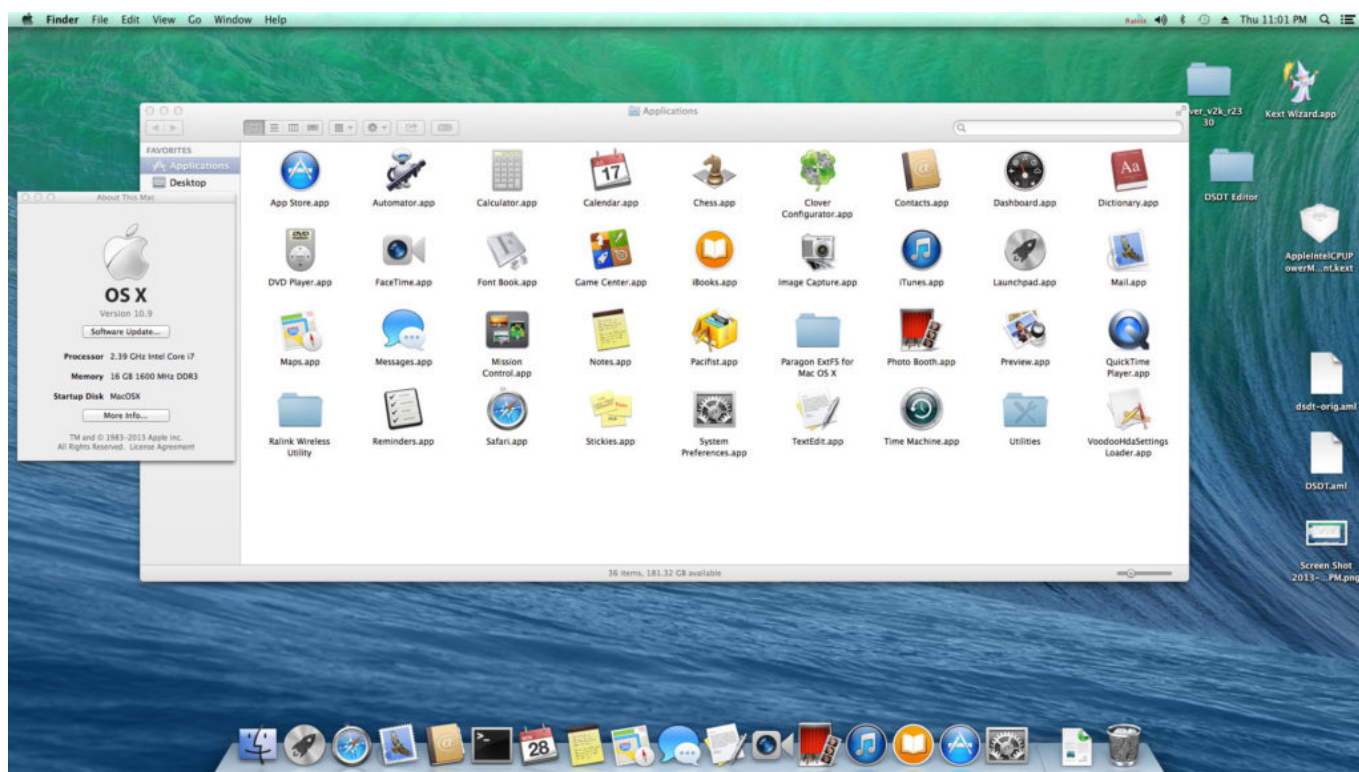 Finder File Edit View Go Window Help
Ralink Thu 11:01 PM
Applications
FAVORITES
Applications
Desktop
App Store.app Automator.app Calculator.app Calendar.app Chess.app Clover Configurator.app Contacts.app Dashboard.app Dictionary.app
17
Aa
DVD
DVD Player.app FaceTime.app Font Book.app Game Center.app iBooks.app Image Capture.app iTunes.app Launchpad.app Mail.app
Maps.app Messages.app Mission Control.app Notes.app Pacifist.app Paragon ExtFS for Mac OS X Photo Booth.app Preview.app QuickTime Player.app
Ralink Wireless Utility Reminders.app Safari.app Stickies.app System Preferences.app TextEdit.app Time Machine.app Utilities VoodooHdaSettings Loader.app
36 items, 181.32 GB available
About This Mac
OS X
Version 10.9
Software Update...
Processor 2.39 GHz Intel Core i7
Memory 16 GB 1600 MHz DDR3
Startup Disk MacOSX
More Info...
TM and © 1983-2013 Apple Inc.
All Rights Reserved. License Agreement
ver_v2k_r23
30
Kext Wizard.app
DSDT Editor
AppleIntelCPUP
owerM...nt.kext
dsdt-orig.aml
DSDT.aml
Screen Shot
2013-...PM.png
28